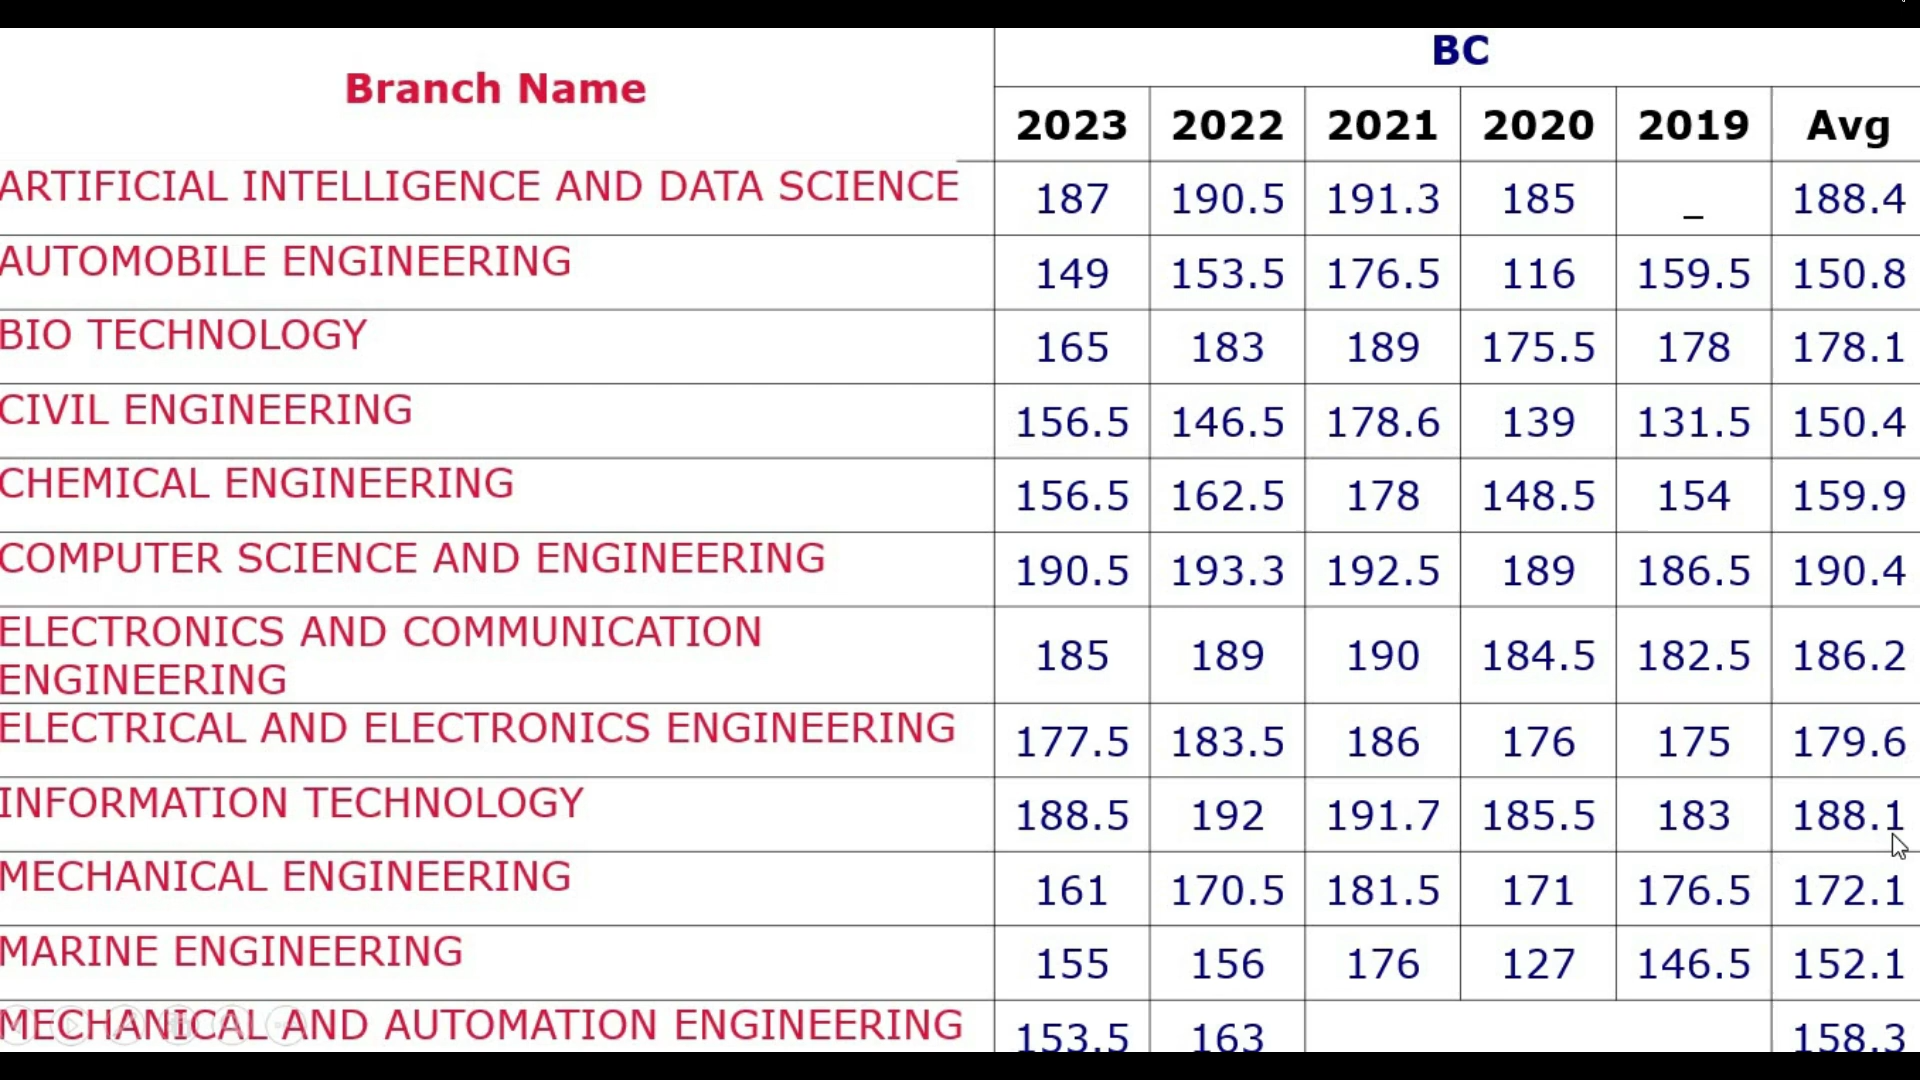 BC
Branch Name
2023 2022 2021 2020 2019 Avg
ARTIFICIAL INTELLIGENCE AND DATA SCIENCE 187 190.5 191.3 185 _ 188.4
AUTOMOBILE ENGINEERING 149 153.5 176.5 116 159.5 150.8
BIO TECHNOLOGY 165 183 189 175.5 178 178.1
CIVIL ENGINEERING 156.5 146.5 178.6 139 131.5 150.4
CHEMICAL ENGINEERING 156.5 162.5 178 148.5 154 159.9
COMPUTER SCIENCE AND ENGINEERING 190.5 193.3 192.5 189 186.5 190.4
ELECTRONICS AND COMMUNICATION
ENGINEERING 185 189 190 184.5 182.5 186.2
ELECTRICAL AND ELECTRONICS ENGINEERING 177.5 183.5 186 176 175 179.6
INFORMATION TECHNOLOGY 188.5 192 191.7 185.5 183 188.1
MECHANICAL ENGINEERING 161 170.5 181.5 171 176.5 172.1
MARINE ENGINEERING 155 156 176 127 146.5 152.1
MECHANICAL AND AUTOMATION ENGINEERING 153.5 163 158.3